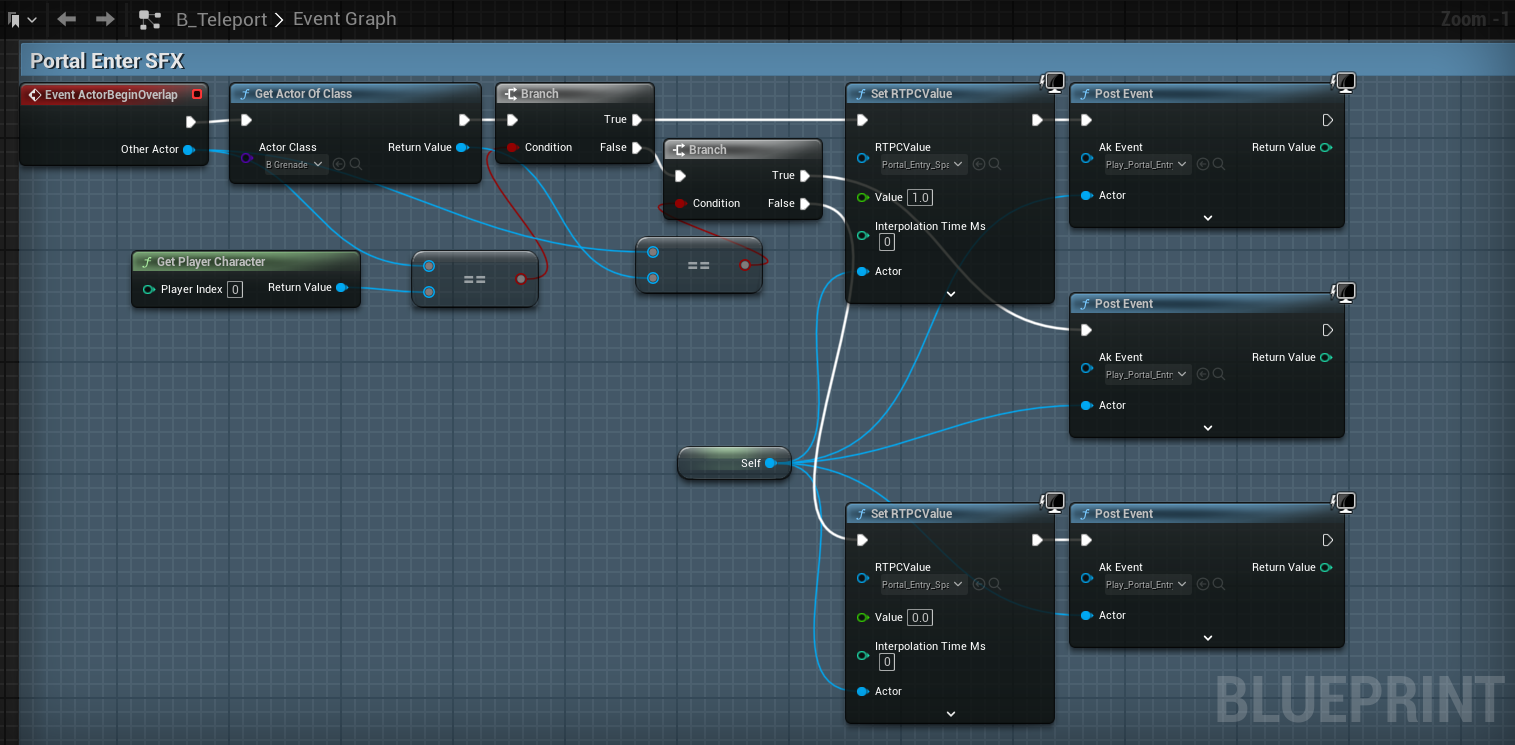 B_Teleport > Event Graph
Zoom -1
Portal Enter SFX
Event ActorBeginOverlap
Other Actor
Get Actor Of Class
Actor Class
B Grenade
Return Value
Branch
Condition
True
False
Branch
Condition
True
False
Get Player Character
Player Index 0
Return Value
==
==
Self
Set RTPCValue
RTPCValue
Portal_Entry_Spa
Value 1.0
Interpolation Time Ms
0
Actor
Post Event
Ak Event
Play_Portal_Entr
Actor
Return Value
Post Event
Ak Event
Play_Portal_Entr
Actor
Return Value
Set RTPCValue
RTPCValue
Portal_Entry_Spa
Value 0.0
Interpolation Time Ms
0
Actor
Post Event
Ak Event
Play_Portal_Entr
Actor
Return Value
BLUEPRINT